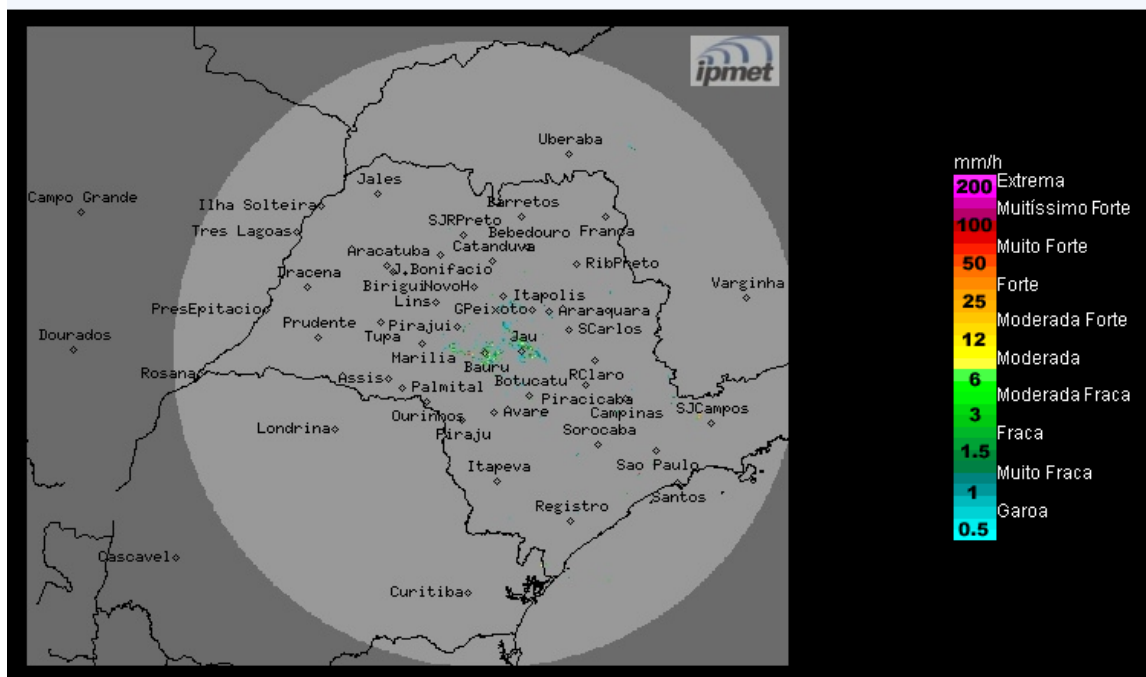 ipmet
Uberaba
Jales
Campo Grande
Ilha Solteira
Barretos
SJRPreto
Tres Lagoas
Bebedouro Franca
Catanduva
Aracatuba
J.Bonifacio
RibPreto
Dracena
Varginha
BiriguiNovoH
Itapolis
Lins
PresEpitacio
GPeixoto
Araraquara
Prudente
Pirajui
SCarlos
Dourados
Tupa
Jau
Marilia
Bauru
Rosana
Assis
Botucatu
RClaro
Palmital
Piracicaba
Ourinhos
Avare
Campinas
SJCampos
Londrina
Piraju
Sorocaba
Itapeva
Sao Paulo
Santos
Registro
Cascavel
Curitiba
mm/h
200 Extrema
Muitíssimo Forte
100
Muito Forte
50
Forte
25
Moderada Forte
12
Moderada
6
Moderada Fraca
3
Fraca
1.5
Muito Fraca
1
Garoa
0.5